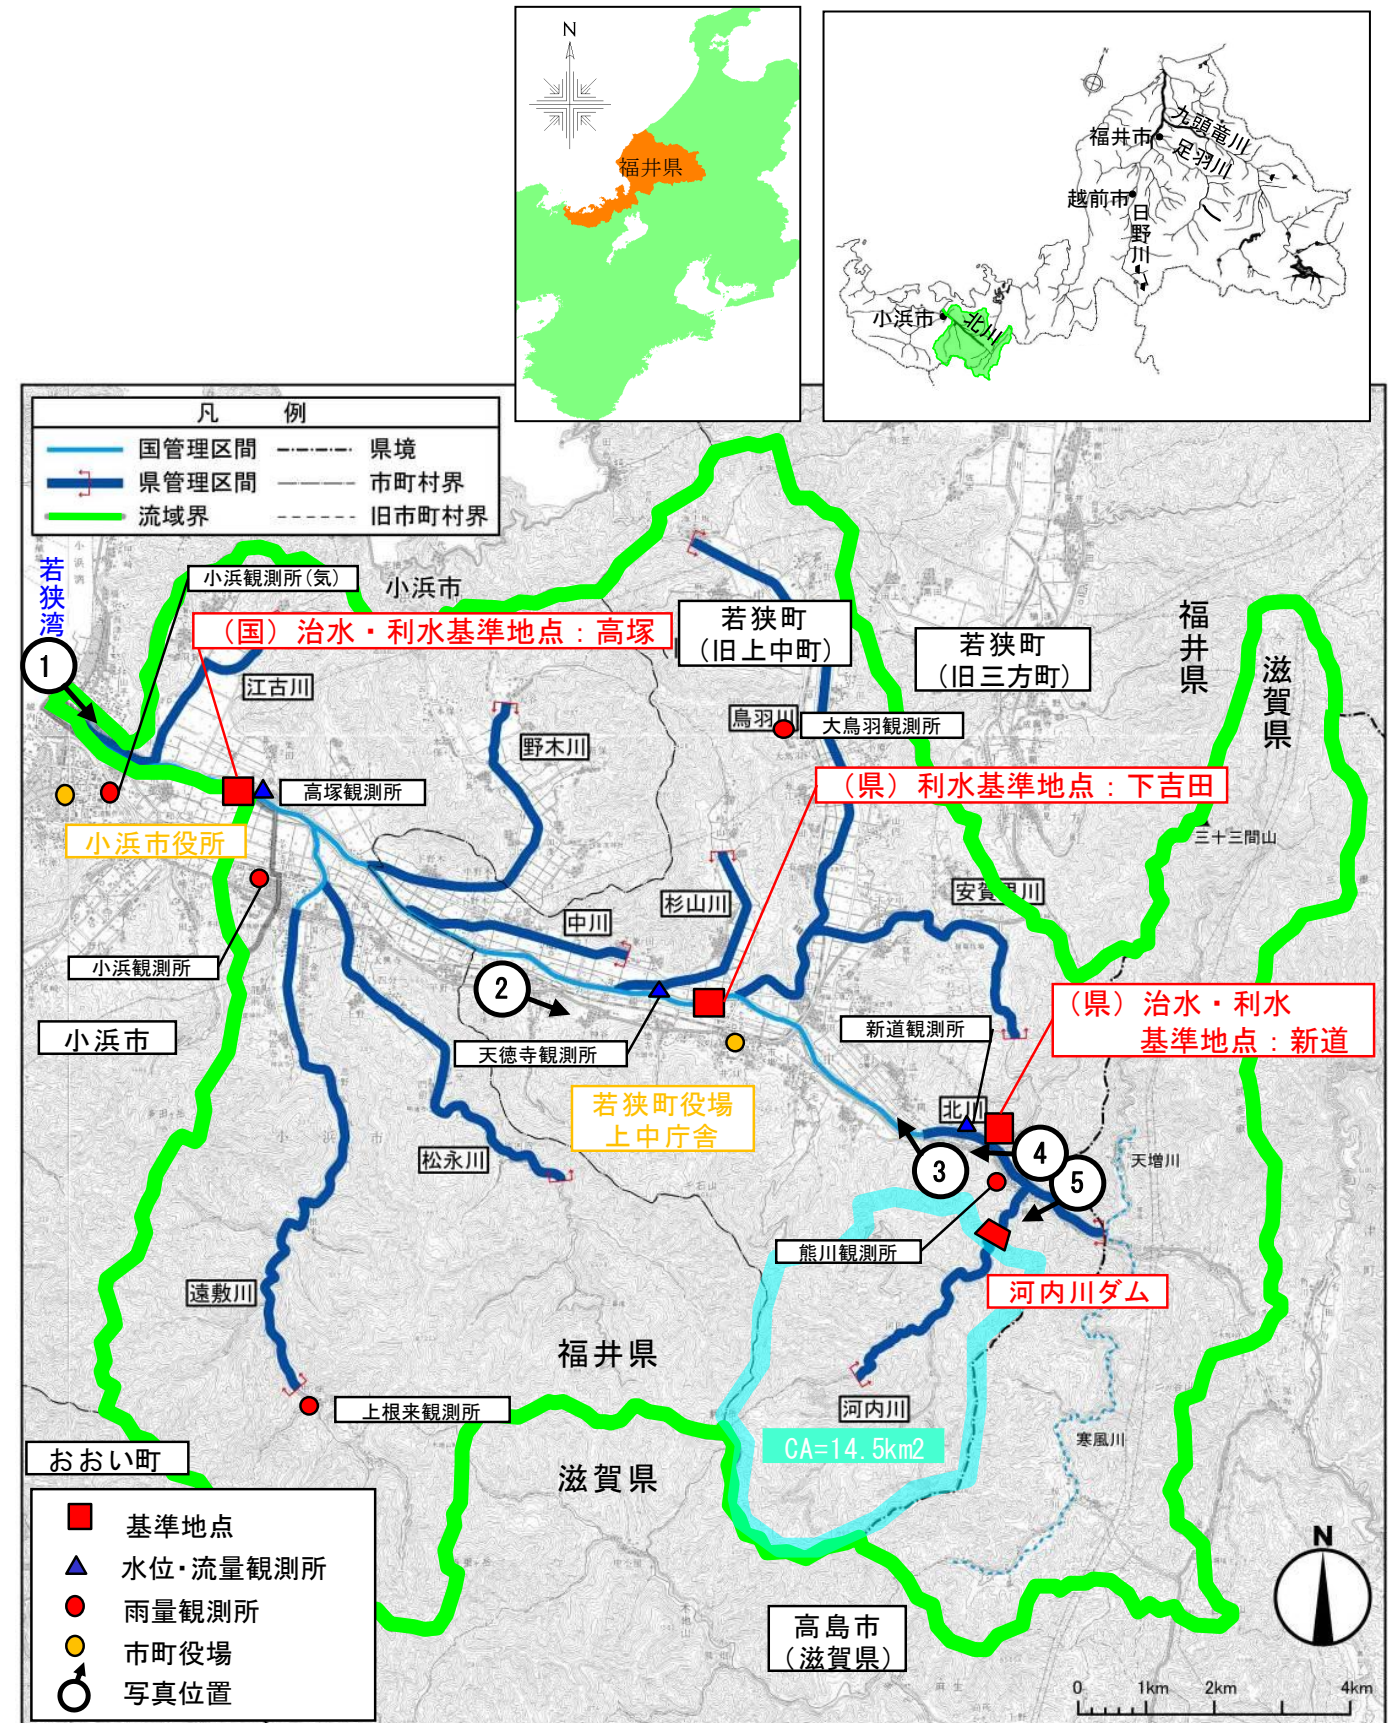 N
福井県
N
九頭竜川
福井市
足羽川
越前市
日野川
小浜市
北川
凡 例
国管理区間
県境
県管理区間
市町村界
流域界
旧市町村界
若狭湾
小浜観測所(気)
小浜市
(国)治水・利水基準地点:高塚
若狭町
(旧上中町)
若狭町
(旧三方町)
福井県
滋賀県
1
江古川
野木川
鳥羽川
大鳥羽観測所
高塚観測所
(県)利水基準地点:下吉田
小浜市役所
三十三間山
杉山川
中川
小浜観測所
小浜市
2
天徳寺観測所
新道観測所
(県)治水・利水
基準地点:新道
若狭町役場
上中庁舎
北川
松永川
3
4
5
天増川
熊川観測所
遠敷川
河内川ダム
福井県
上根来観測所
河内川
CA=14.5km2
寒風川
おおい町
滋賀県
基準地点
水位・流量観測所
雨量観測所
市町役場
写真位置
高島市
(滋賀県)
N
0 1km 2km 4km